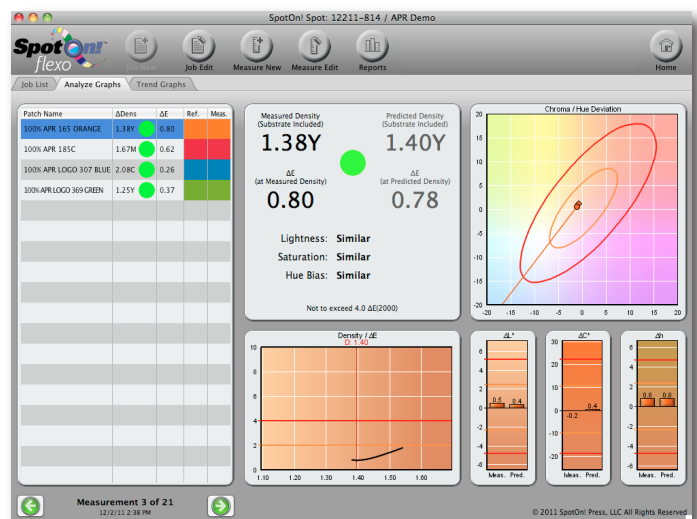 SpotOn! Spot: 12211-814 / APR Demo
SpotOn!
flexo
Job New
Job Edit
Measure New
Measure Edit
Reports
Home
Job List
Analyze Graphs
Trend Graphs
Patch Name ΔDens ΔE Ref. Meas.
100% APR 165 ORANGE 1.38Y 0.80
100% APR 185C 1.67M 0.62
100% APR LOGO 307 BLUE 2.08C 0.26
100% APR LOGO 369 GREEN 1.25Y 0.37
Measured Density
(Substrate Included)
1.38Y
Predicted Density
(Substrate Included)
1.40Y
ΔE
(at Measured Density)
0.80
ΔE
(at Predicted Density)
0.78
Lightness: Similar
Saturation: Similar
Hue Bias: Similar
Not to exceed 4.0 ΔE(2000)
Chroma / Hue Deviation
20
15
10
5
0
-5
-10
-15
-20
-20 -15 -10 -5 0 5 10 15 20
Density / ΔE
D: 1.40
10
8
6
4
2
0
1.10 1.20 1.30 1.40 1.50 1.60
ΔL*
6
4
2
0
-2
-4
-6
0.5 0.4
Meas. Pred.
ΔC*
30
20
10
0
-10
-20
-0.2 0.4
Meas. Pred.
Δh
6
4
2
0
-2
-4
-6
0.0 0.0
Meas. Pred.
Measurement 3 of 21
12/2/11 2:38 PM
© 2011 SpotOn! Press, LLC All Rights Reserved